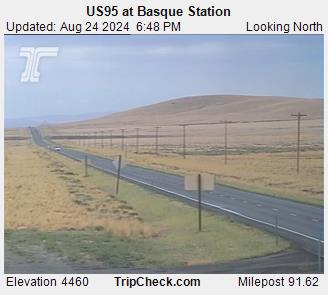 US95 at Basque Station
Updated: Aug 24 2024 6:48 PM Looking North
Elevation 4460 TripCheck.com Milepost 91.62